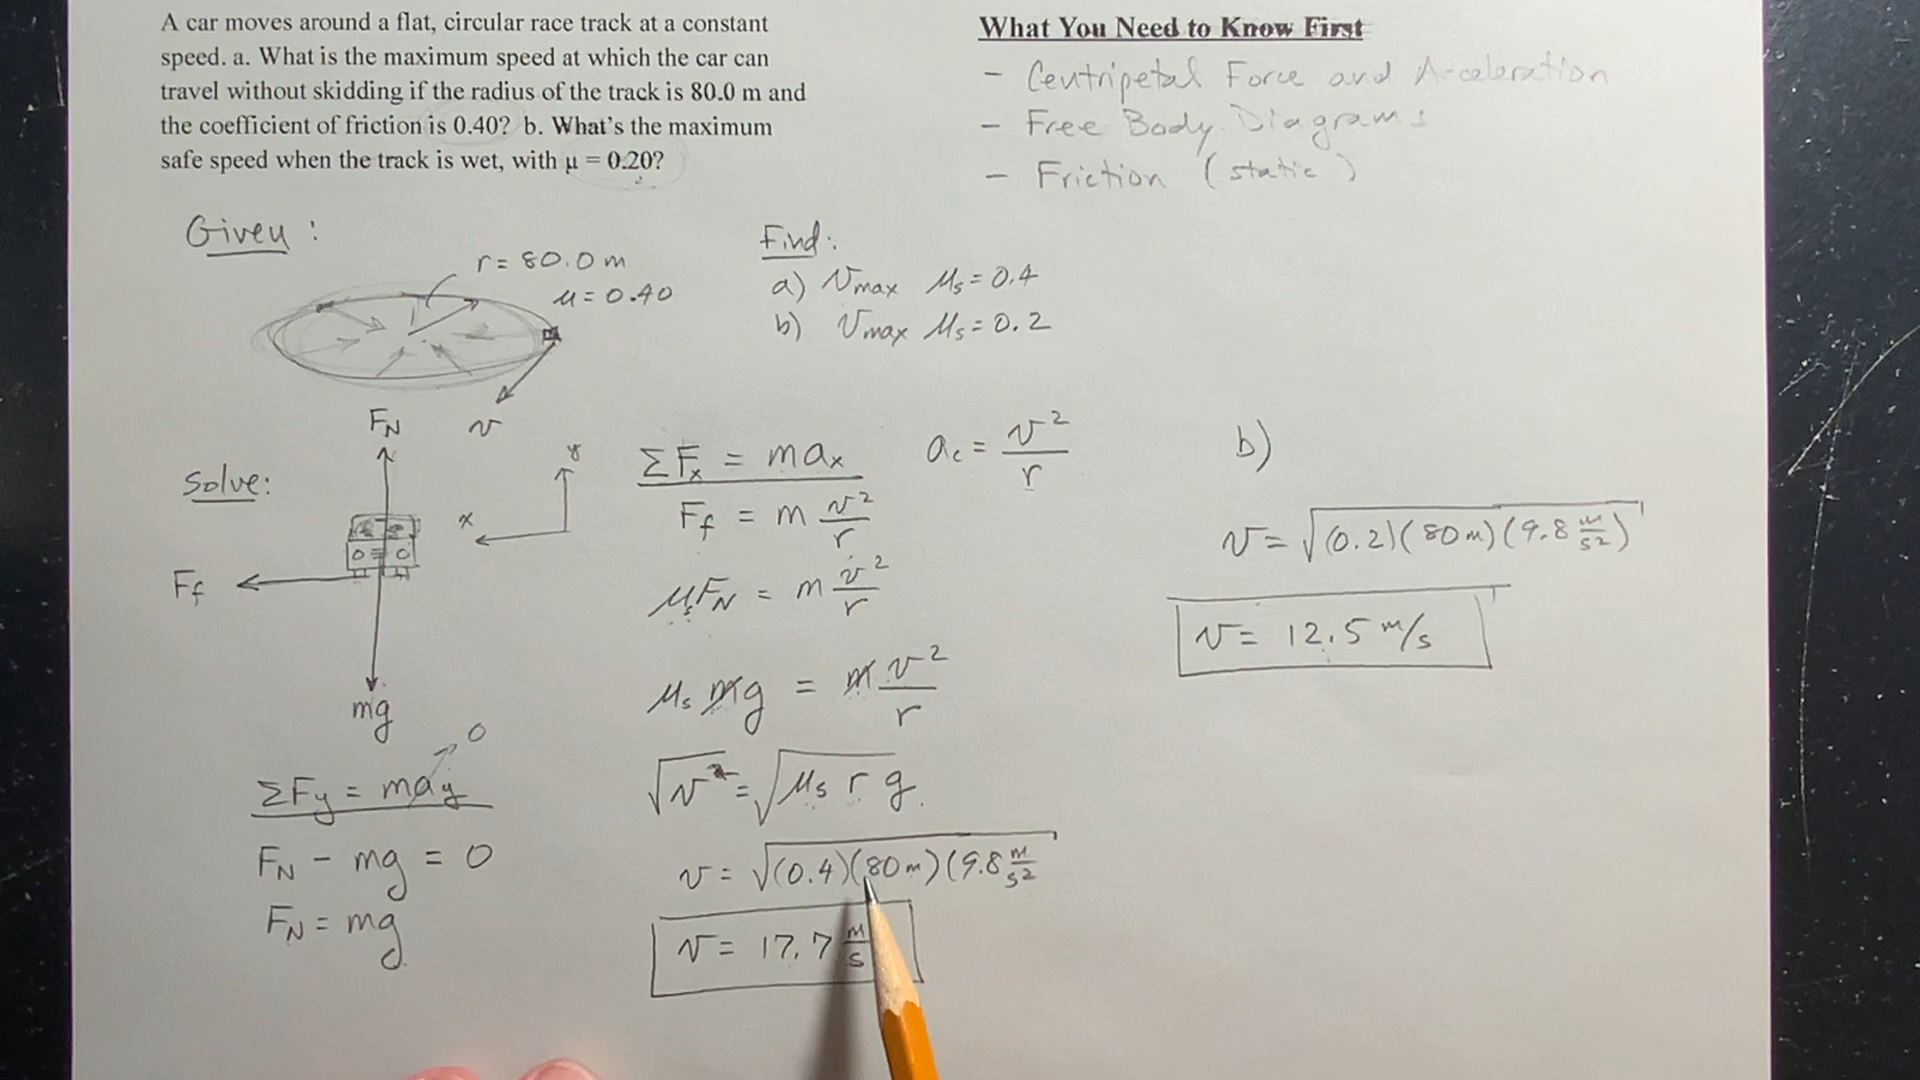 A car moves around a flat, circular race track at a constant
speed. a. What is the maximum speed at which the car can
travel without skidding if the radius of the track is 80.0 m and
the coefficient of friction is 0.40? b. What's the maximum
safe speed when the track is wet, with μ = 0.20?
What You Need to Know First
- Centripetal Force and Acceleration
- Free Body Diagrams
- Friction (static)
Given:
r = 80.0 m
μ = 0.40
v
Find:
a) vmax μs = 0.4
b) vmax μs = 0.2
Solve:
FN
Ff
mg
x
y
ΣFy = may
0
FN - mg = 0
FN = mg
ΣFx = max
ac = v²/r
Ff = m v²/r
μsFN = m v²/r
μs mg = m v²/r
√v² = √μs r g
v = √(0.4)(80m)(9.8 m/s²
v = 17.7 m/s
b)
v = √(0.2)(80m)(9.8 m/s²)
v = 12.5 m/s